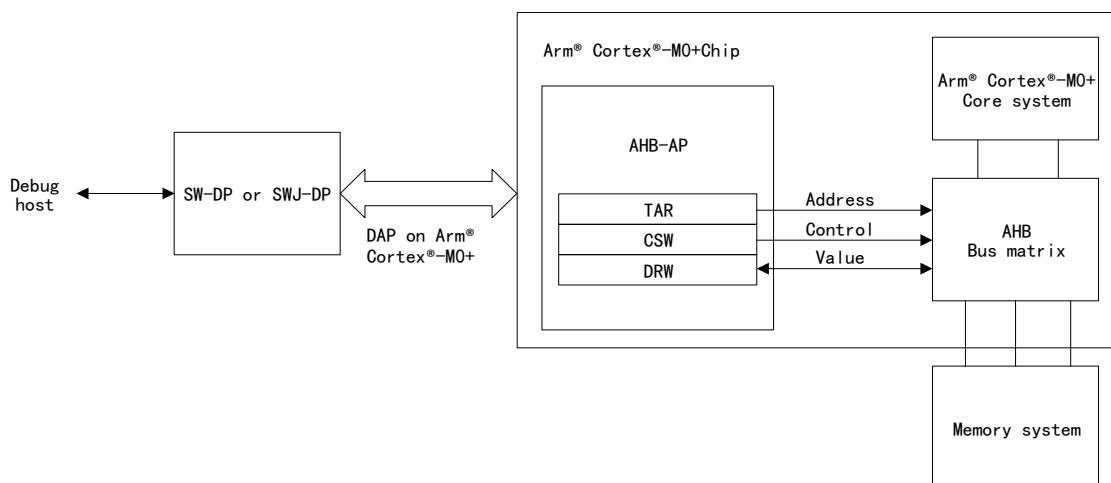 Arm® Cortex®-M0+Chip
Arm® Cortex®-M0+
Core system
AHB-AP
Debug
host
SW-DP or SWJ-DP
DAP on Arm®
Cortex®-M0+
TAR
CSW
DRW
Address
Control
Value
AHB
Bus matrix
Memory system